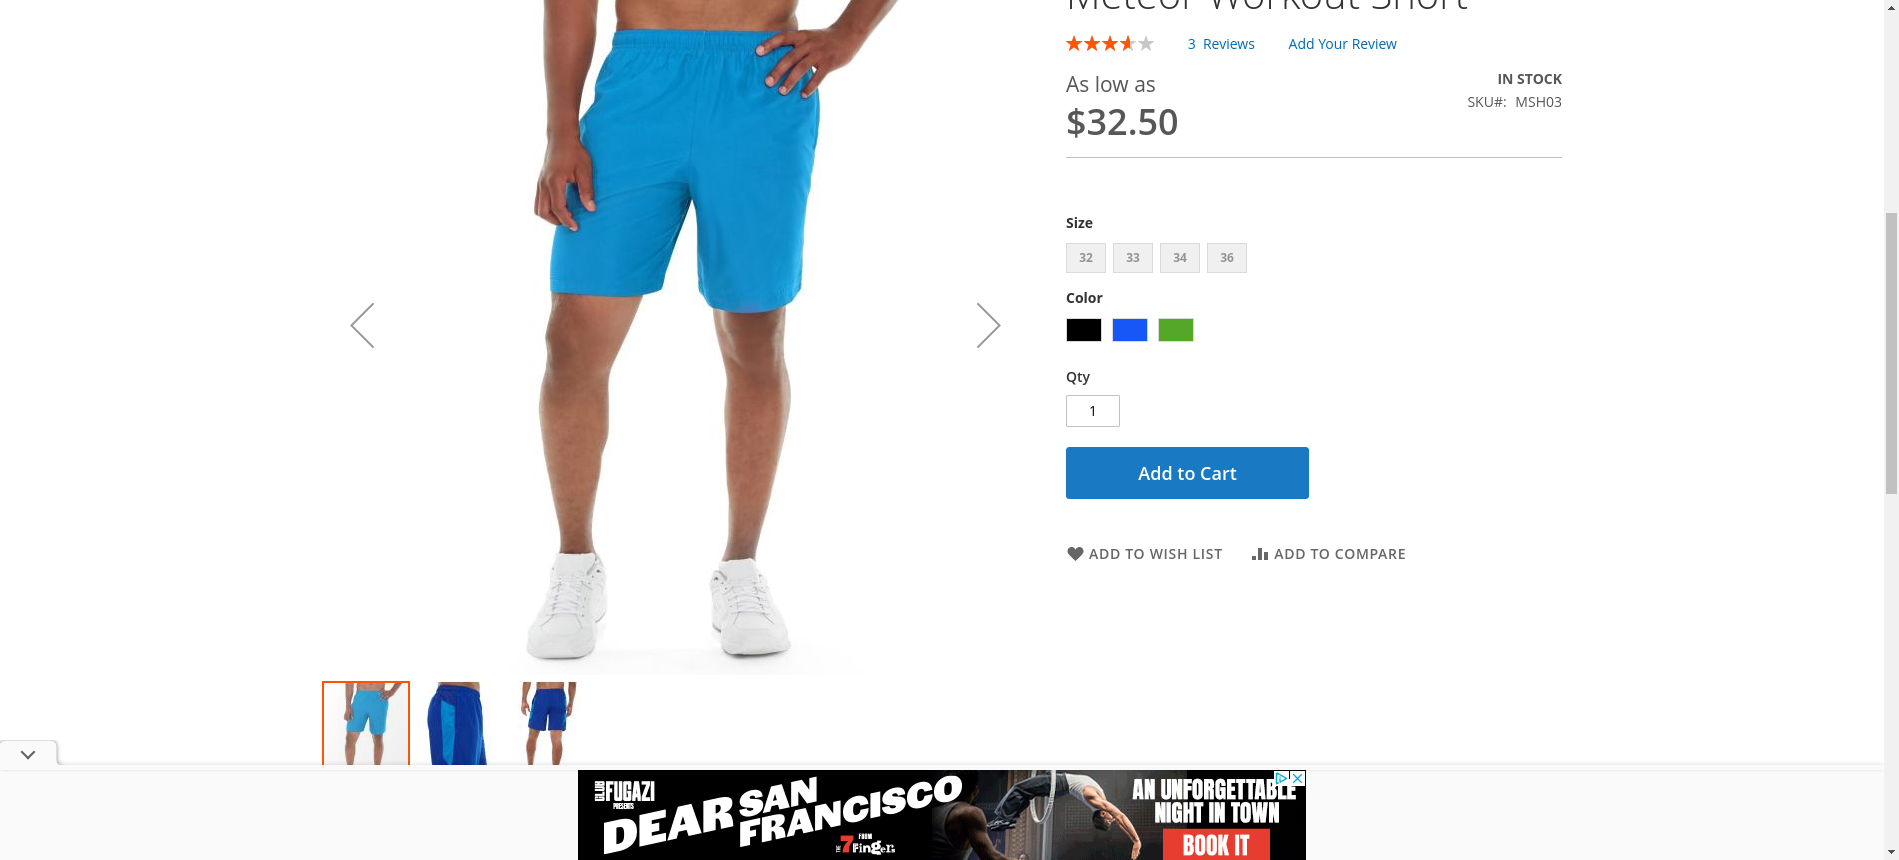 Meteor Workout Short
3 Reviews Add Your Review
As low as
$32.50
IN STOCK
SKU#: MSH03
Size
32 33 34 36
Color
Qty
1
Add to Cart
ADD TO WISH LIST ADD TO COMPARE
CLUB
FUGAZI
PRESENTS
DEAR SAN
FRANCISCO
FROM
THE 7 Fingers
AN UNFORGETTABLE
NIGHT IN TOWN
BOOK IT